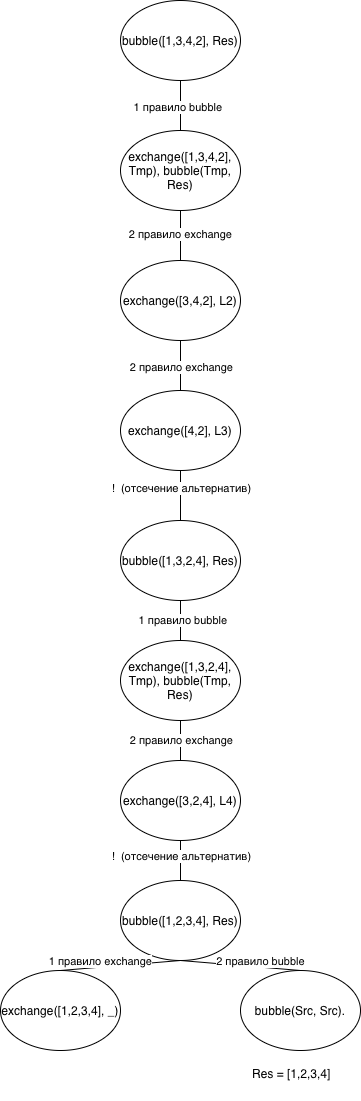 bubble([1,3,4,2], Res)
1 правило bubble
exchange([1,3,4,2],
Tmp), bubble(Tmp,
Res)
2 правило exchange
exchange([3,4,2], L2)
2 правило exchange
exchange([4,2], L3)
! (отсечение альтернатив)
bubble([1,3,2,4], Res)
1 правило bubble
exchange([1,3,2,4],
Tmp), bubble(Tmp,
Res)
2 правило exchange
exchange([3,2,4], L4)
! (отсечение альтернатив)
bubble([1,2,3,4], Res)
1 правило exchange
2 правило bubble
exchange([1,2,3,4], _)
bubble(Src, Src).
Res = [1,2,3,4]